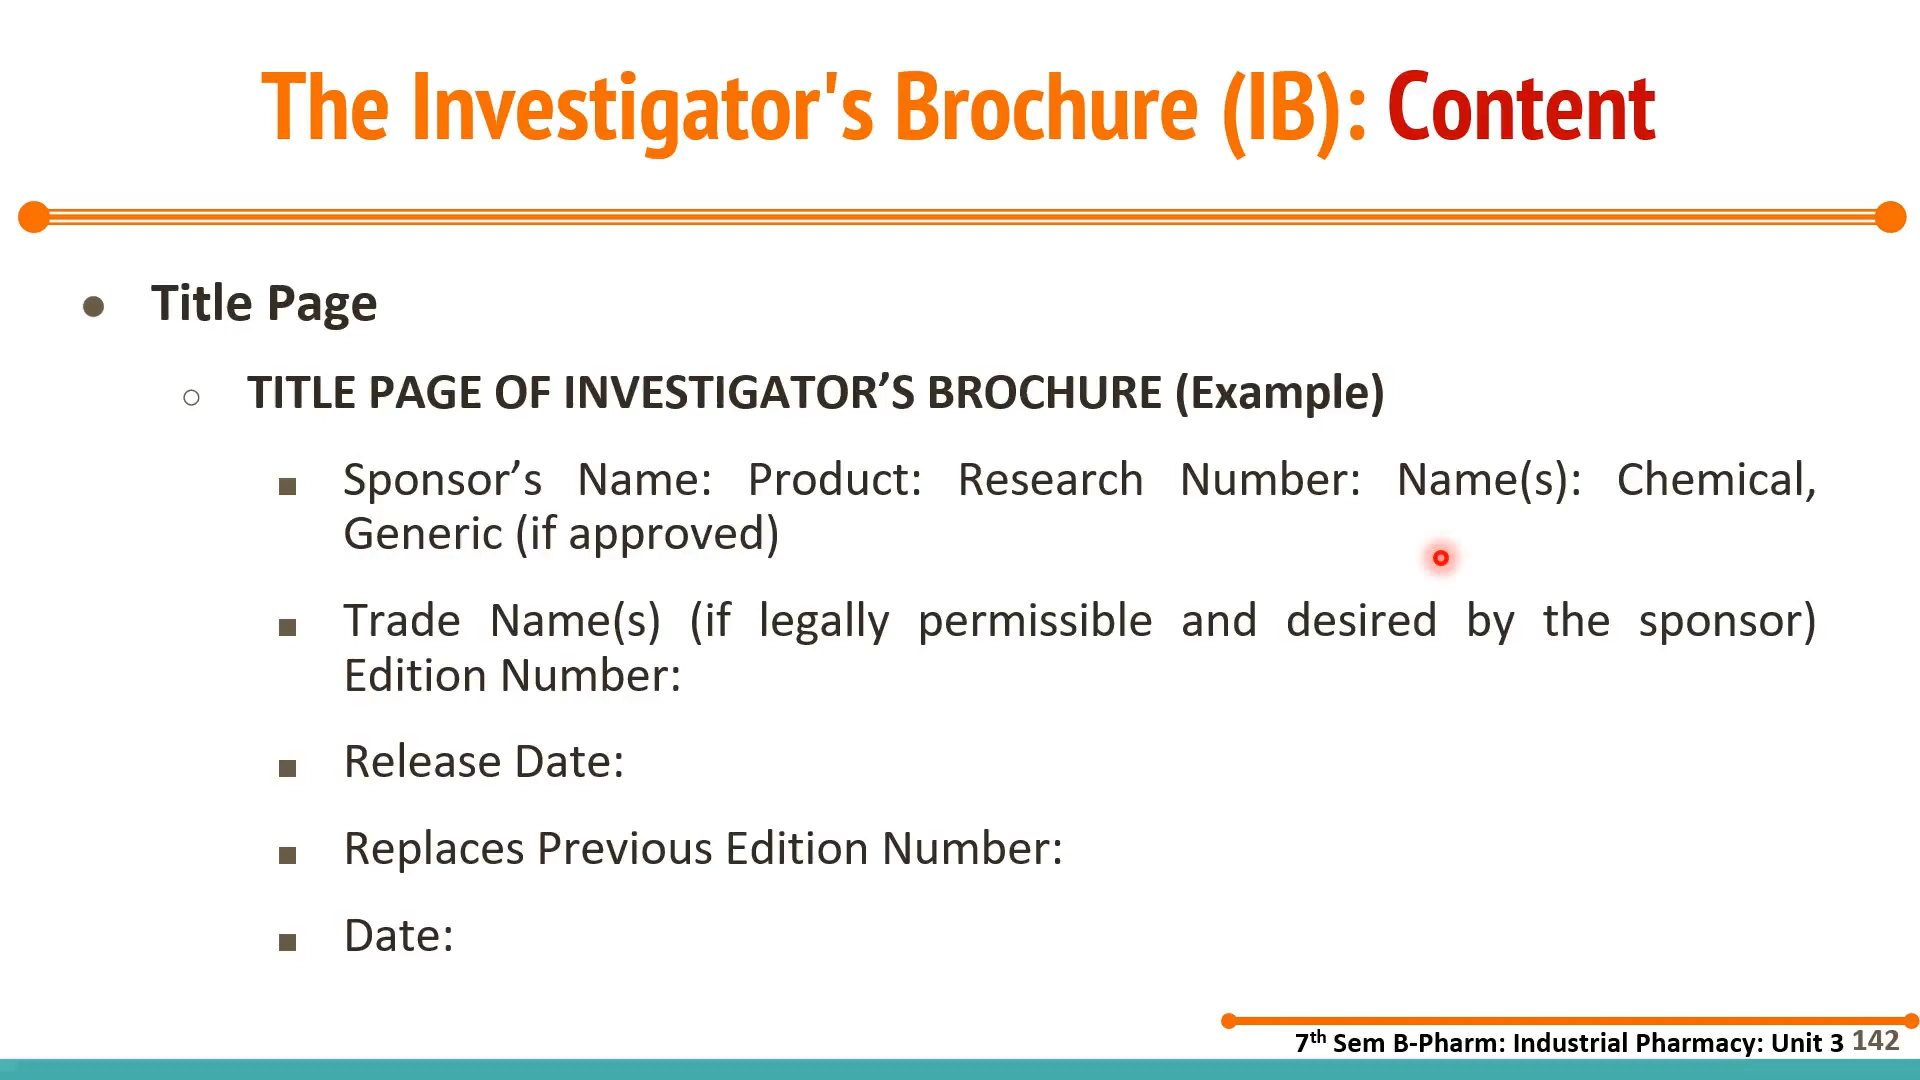 The Investigator's Brochure (IB): Content
● Title Page
○ TITLE PAGE OF INVESTIGATOR’S BROCHURE (Example)
■ Sponsor’s Name: Product: Research Number: Name(s): Chemical,
Generic (if approved)
■ Trade Name(s) (if legally permissible and desired by the sponsor)
Edition Number:
■ Release Date:
■ Replaces Previous Edition Number:
■ Date:
7th Sem B-Pharm: Industrial Pharmacy: Unit 3 142